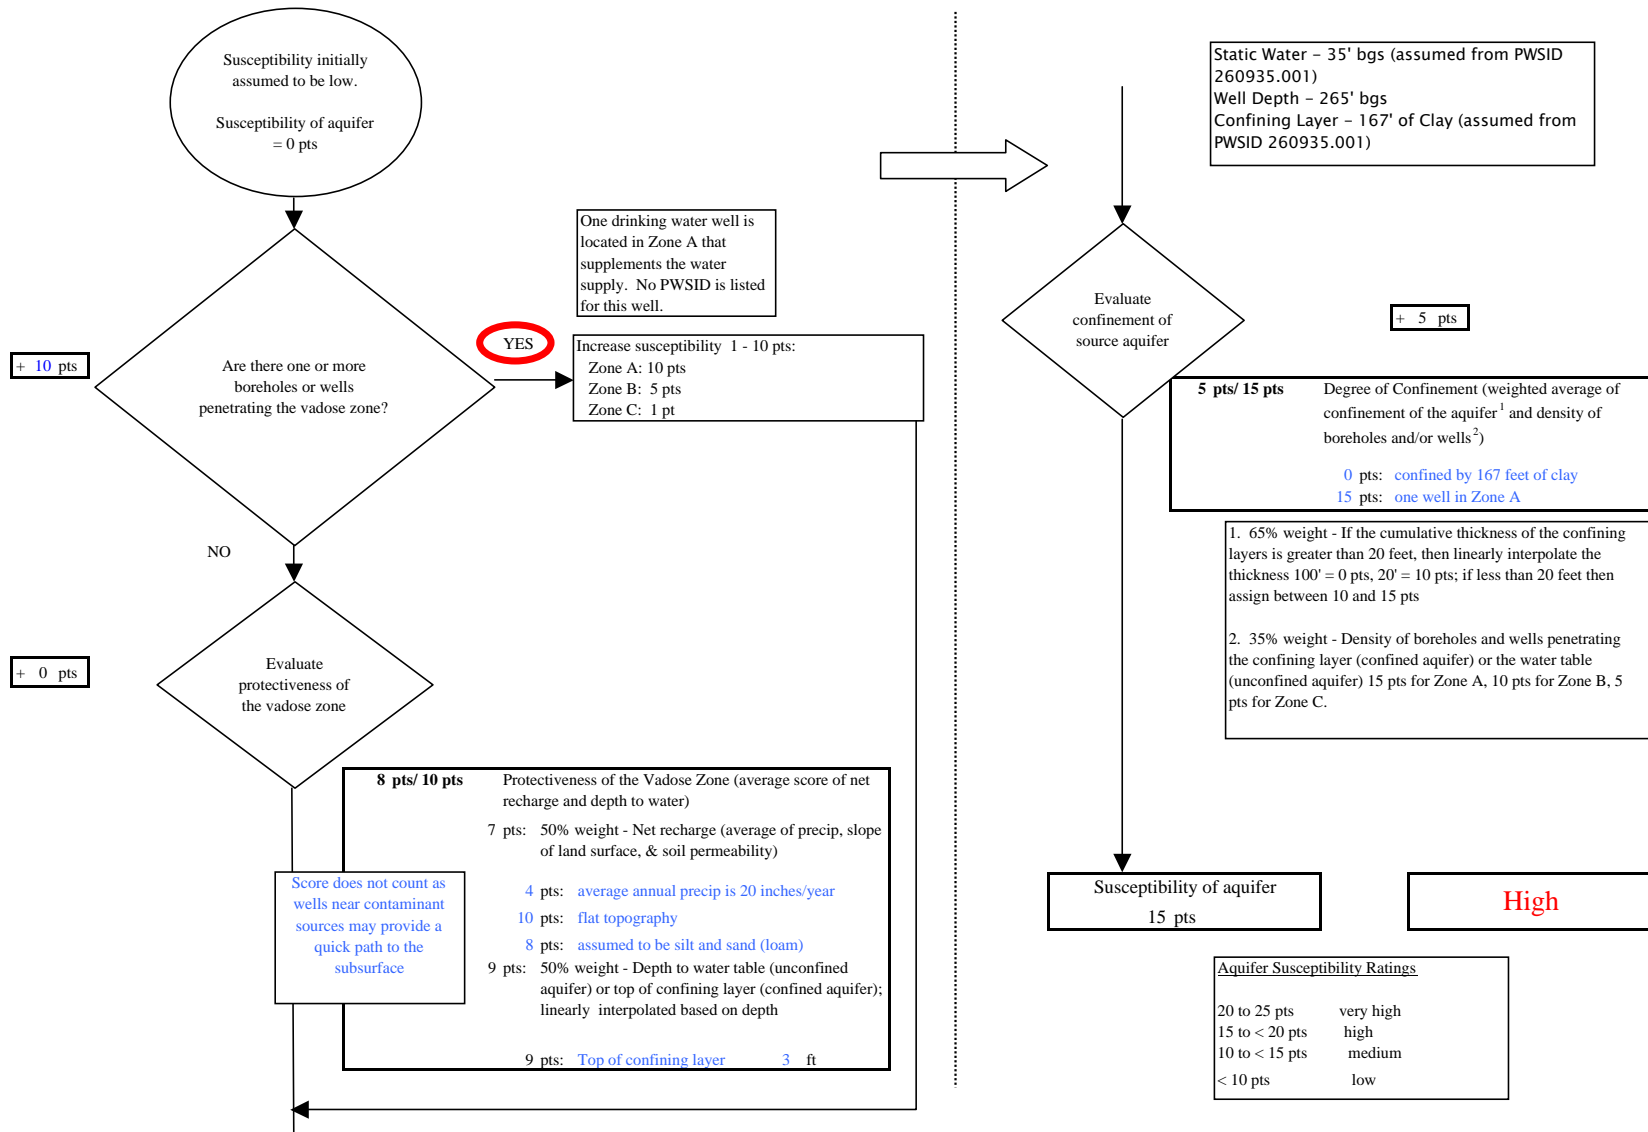 Susceptibility initially
assumed to be low.
Susceptibility of aquifer
= 0 pts
One drinking water well is
located in Zone A that
supplements the water
supply.  No PWSID is listed
for this well.
YES
+ 10 pts
Are there one or more
boreholes or wells
penetrating the vadose zone?
Increase susceptibility  1 - 10 pts:
Zone A: 10 pts
Zone B:  5 pts
Zone C:  1 pt
NO
+ 0 pts
Evaluate
protectiveness of
the vadose zone
8 pts/ 10 pts Protectiveness of the Vadose Zone (average score of net
recharge and depth to water)
7 pts: 50% weight - Net recharge (average of precip, slope
of land surface, & soil permeability)
4 pts: average annual precip is 20 inches/year
10 pts: flat topography
8 pts: assumed to be silt and sand (loam)
9 pts: 50% weight - Depth to water table (unconfined
aquifer) or top of confining layer (confined aquifer);
linearly  interpolated based on depth
9 pts: Top of confining layer 3 ft
Score does not count as
wells near contaminant
sources may provide a
quick path to the
subsurface
Static Water – 35' bgs (assumed from PWSID
260935.001)
Well Depth – 265' bgs
Confining Layer – 167' of Clay (assumed from
PWSID 260935.001)
Evaluate
confinement of
source aquifer
+ 5 pts
5 pts/ 15 pts Degree of Confinement (weighted average of
confinement of the aquifer1 and density of
boreholes and/or wells2)
0 pts: confined by 167 feet of clay
15 pts: one well in Zone A
1.  65% weight - If the cumulative thickness of the confining
layers is greater than 20 feet, then linearly interpolate the
thickness 100' = 0 pts, 20' = 10 pts; if less than 20 feet then
assign between 10 and 15 pts
2.  35% weight - Density of boreholes and wells penetrating
the confining layer (confined aquifer) or the water table
(unconfined aquifer) 15 pts for Zone A, 10 pts for Zone B, 5
pts for Zone C.
Susceptibility of aquifer
15 pts
High
Aquifer Susceptibility Ratings
20 to 25 pts very high
15 to < 20 pts high
10 to < 15 pts medium
< 10 pts low